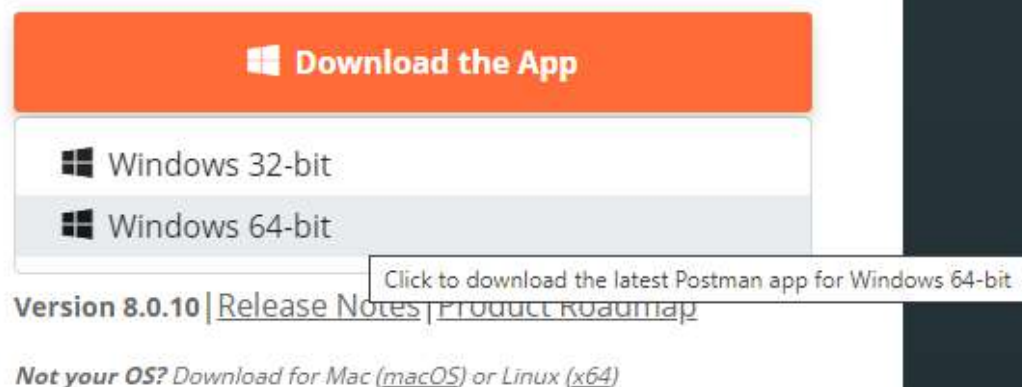 Download the App
Windows 32-bit
Windows 64-bit
Click to download the latest Postman app for Windows 64-bit
Version 8.0.10|Release Notes|Product Roadmap
Not your OS? Download for Mac (macOS) or Linux (x64)